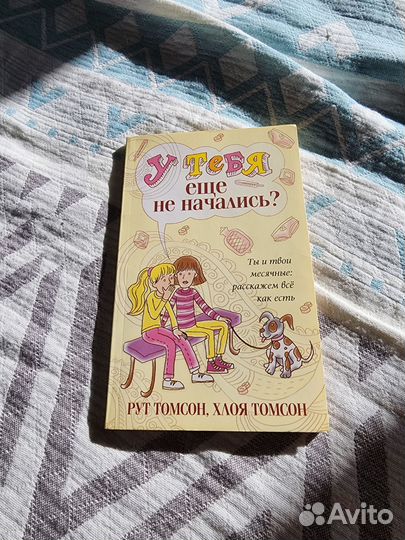 У ТЕБЯ
еще
не начались?
Ты и твои
месячные:
расскажем всё
как есть
РУТ ТОМСОН, ХЛОЯ ТОМСОН
Avito